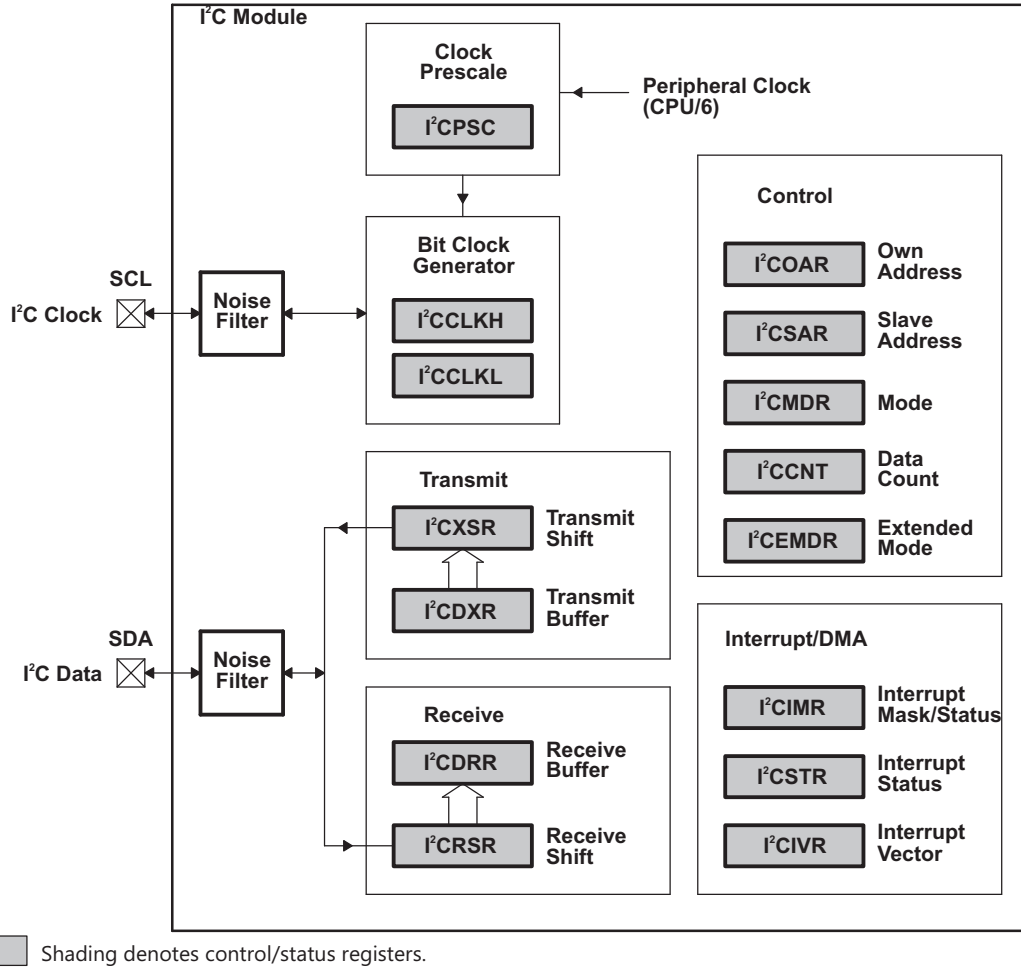 I²C Module
Clock
Prescale
I²CPSC
Peripheral Clock
(CPU/6)
Bit Clock
Generator
I²CCLKH
I²CCLKL
SCL
I²C Clock
Noise
Filter
Control
I²COAR
Own
Address
I²CSAR
Slave
Address
I²CMDR
Mode
I²CCNT
Data
Count
I²CEMDR
Extended
Mode
Transmit
I²CXSR
Transmit
Shift
I²CDXR
Transmit
Buffer
SDA
I²C Data
Noise
Filter
Receive
I²CDRR
Receive
Buffer
I²CRSR
Receive
Shift
Interrupt/DMA
I²CIMR
Interrupt
Mask/Status
I²CSTR
Interrupt
Status
I²CIVR
Interrupt
Vector
Shading denotes control/status registers.